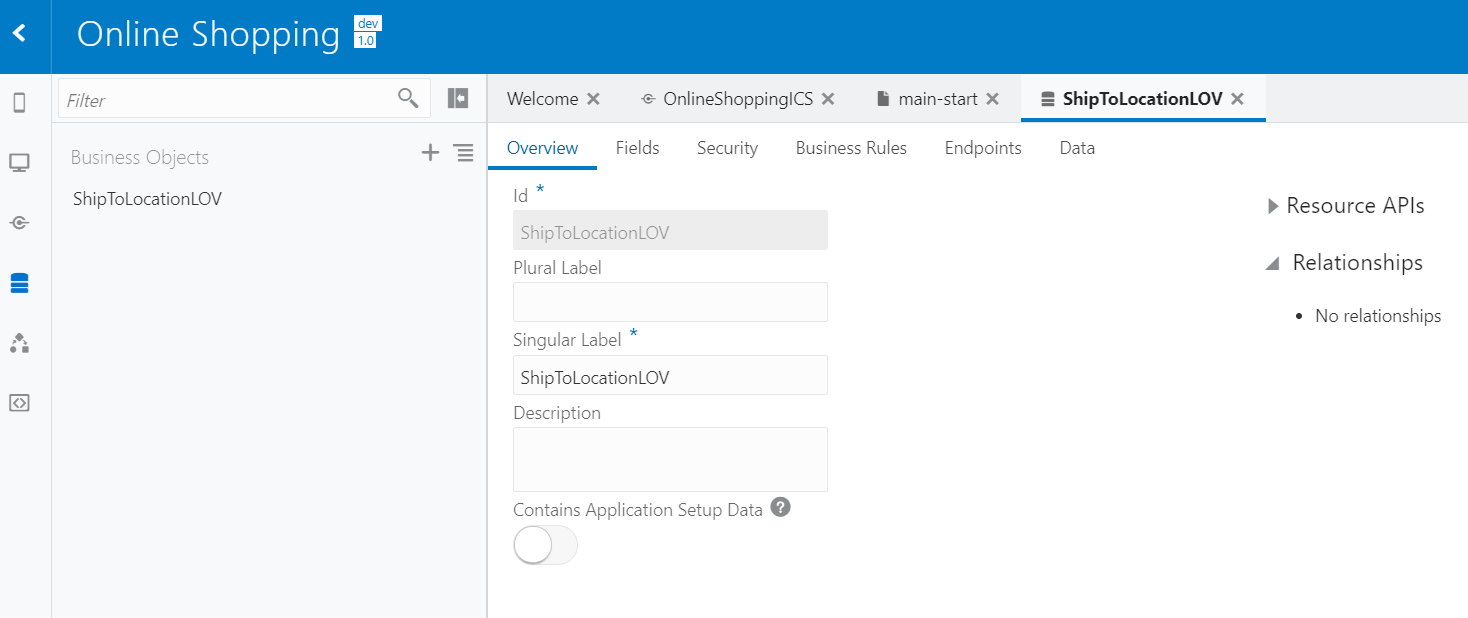 Online Shopping
dev
1.0
Filter
Business Objects
ShipToLocationLOV
Welcome
OnlineShoppingICS
main-start
ShipToLocationLOV
Overview
Fields
Security
Business Rules
Endpoints
Data
Id *
ShipToLocationLOV
Plural Label
Singular Label *
ShipToLocationLOV
Description
Contains Application Setup Data ?
Resource APIs
Relationships
• No relationships